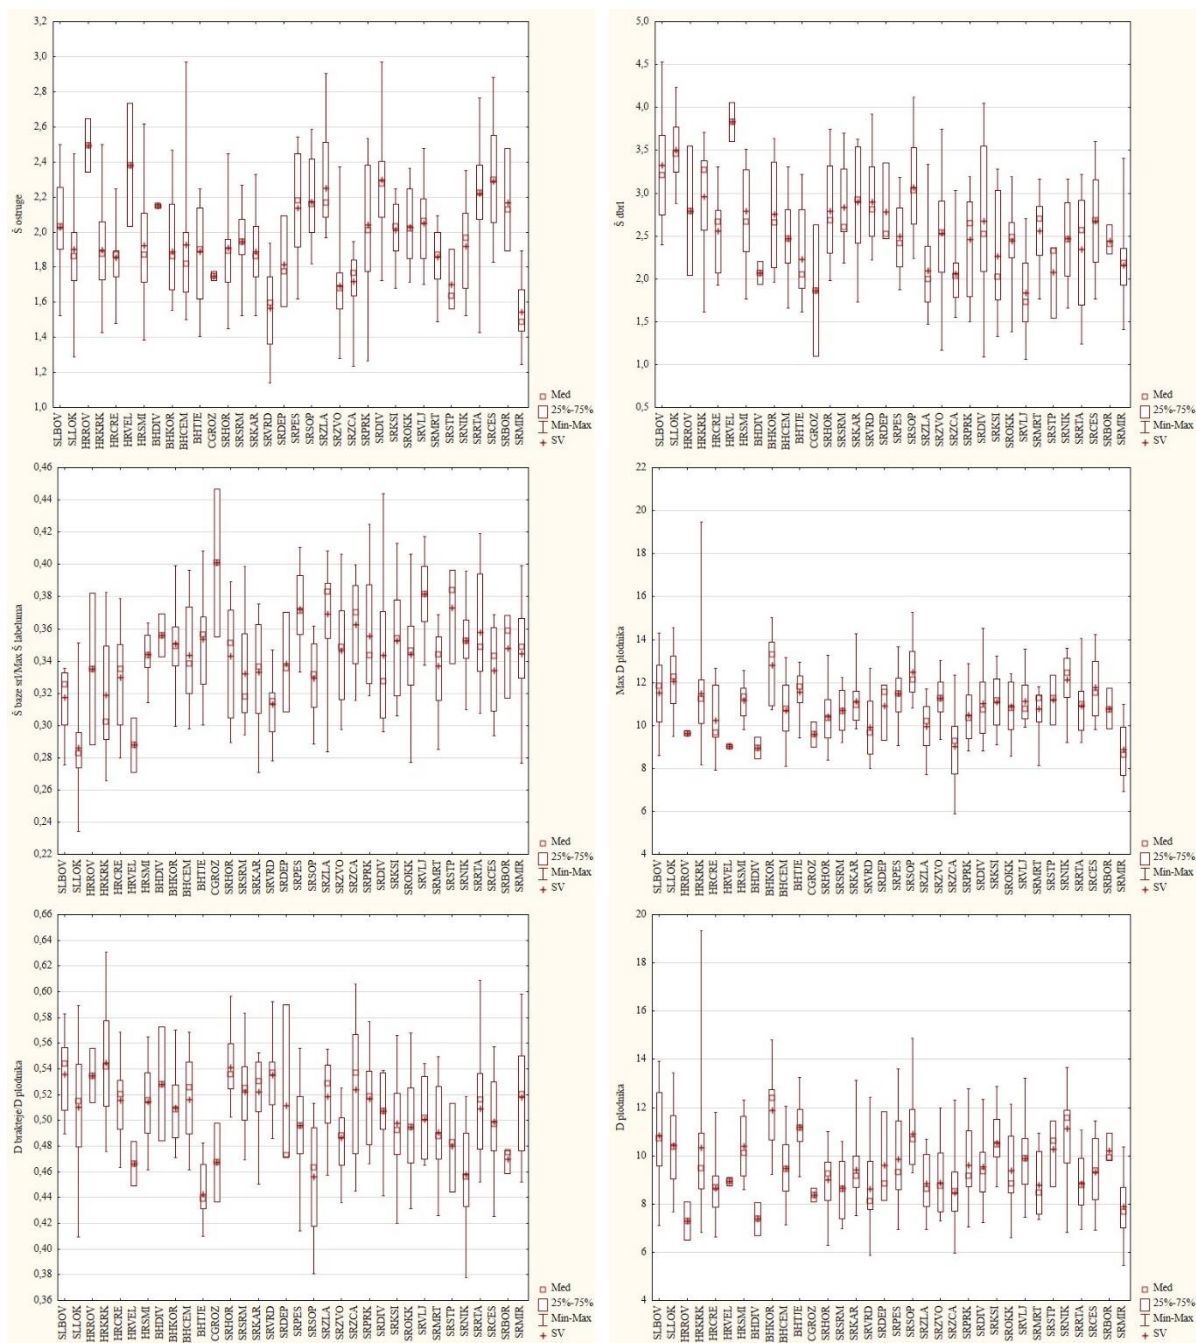 Š ostruge
3,2
3,0
2,8
2,6
2,4
2,2
2,0
1,8
1,6
1,4
1,2
1,0
SLBOV SLLOK HRROV HRKRK HRCRE HRVEL HRSMI BHDIV BHKOR BHCEM BHTIE CGROZ SRHOR SRSRM SRKAR SRVRD SRDEP SRPES SRSOP SRZLA SRZVO SRZCA SRPRK SRDIV SRKSI SROKK SRVLJ SRMRT SRSTP SRNIK SRRTA SRCES SRBOR SRMIR
Med
25%-75%
Min-Max
SV
Š dbrl
5,0
4,5
4,0
3,5
3,0
2,5
2,0
1,5
1,0
0,5
SLBOV SLLOK HRROV HRKRK HRCRE HRVEL HRSMI BHDIV BHKOR BHCEM BHTIE CGROZ SRHOR SRSRM SRKAR SRVRD SRDEP SRPES SRSOP SRZLA SRZVO SRZCA SRPRK SRDIV SRKSI SROKK SRVLJ SRMRT SRSTP SRNIK SRRTA SRCES SRBOR SRMIR
Med
25%-75%
Min-Max
SV
Š baze srl/Max Š labeluma
0,46
0,44
0,42
0,40
0,38
0,36
0,34
0,32
0,30
0,28
0,26
0,24
0,22
SLBOV SLLOK HRROV HRKRK HRCRE HRVEL HRSMI BHDIV BHKOR BHCEM BHTIE CGROZ SRHOR SRSRM SRKAR SRVRD SRDEP SRPES SRSOP SRZLA SRZVO SRZCA SRPRK SRDIV SRKSI SROKK SRVLJ SRMRT SRSTP SRNIK SRRTA SRCES SRBOR SRMIR
Med
25%-75%
Min-Max
SV
Max D plodnika
22
20
18
16
14
12
10
8
6
4
SLBOV SLLOK HRROV HRKRK HRCRE HRVEL HRSMI BHDIV BHKOR BHCEM BHTIE CGROZ SRHOR SRSRM SRKAR SRVRD SRDEP SRPES SRSOP SRZLA SRZVO SRZCA SRPRK SRDIV SRKSI SROKK SRVLJ SRMRT SRSTP SRNIK SRRTA SRCES SRBOR SRMIR
Med
25%-75%
Min-Max
SV
D brakteje/D plodnika
0,66
0,64
0,62
0,60
0,58
0,56
0,54
0,52
0,50
0,48
0,46
0,44
0,42
0,40
0,38
0,36
SLBOV SLLOK HRROV HRKRK HRCRE HRVEL HRSMI BHDIV BHKOR BHCEM BHTIE CGROZ SRHOR SRSRM SRKAR SRVRD SRDEP SRPES SRSOP SRZLA SRZVO SRZCA SRPRK SRDIV SRKSI SROKK SRVLJ SRMRT SRSTP SRNIK SRRTA SRCES SRBOR SRMIR
Med
25%-75%
Min-Max
SV
D plodnika
20
18
16
14
12
10
8
6
4
SLBOV SLLOK HRROV HRKRK HRCRE HRVEL HRSMI BHDIV BHKOR BHCEM BHTIE CGROZ SRHOR SRSRM SRKAR SRVRD SRDEP SRPES SRSOP SRZLA SRZVO SRZCA SRPRK SRDIV SRKSI SROKK SRVLJ SRMRT SRSTP SRNIK SRRTA SRCES SRBOR SRMIR
Med
25%-75%
Min-Max
SV